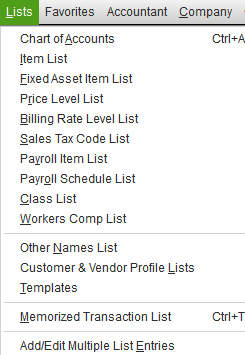 Lists Favorites Accountant Company
Chart of Accounts Ctrl+A
Item List
Fixed Asset Item List
Price Level List
Billing Rate Level List
Sales Tax Code List
Payroll Item List
Payroll Schedule List
Class List
Workers Comp List
Other Names List
Customer & Vendor Profile Lists
Templates
Memorized Transaction List Ctrl+T
Add/Edit Multiple List Entries